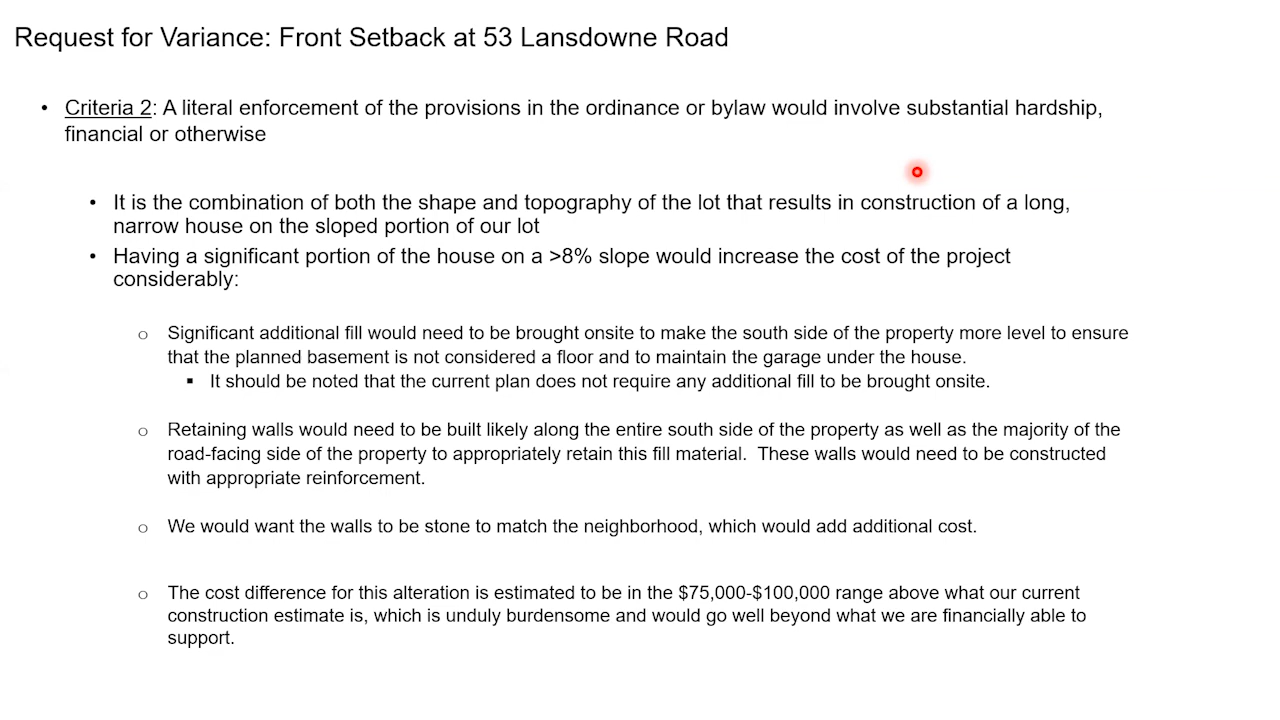 Request for Variance: Front Setback at 53 Lansdowne Road
• Criteria 2: A literal enforcement of the provisions in the ordinance or bylaw would involve substantial hardship,
financial or otherwise
• It is the combination of both the shape and topography of the lot that results in construction of a long,
narrow house on the sloped portion of our lot
• Having a significant portion of the house on a >8% slope would increase the cost of the project
considerably:
o Significant additional fill would need to be brought onsite to make the south side of the property more level to ensure
that the planned basement is not considered a floor and to maintain the garage under the house.
▪ It should be noted that the current plan does not require any additional fill to be brought onsite.
o Retaining walls would need to be built likely along the entire south side of the property as well as the majority of the
road-facing side of the property to appropriately retain this fill material.  These walls would need to be constructed
with appropriate reinforcement.
o We would want the walls to be stone to match the neighborhood, which would add additional cost.
o The cost difference for this alteration is estimated to be in the $75,000-$100,000 range above what our current
construction estimate is, which is unduly burdensome and would go well beyond what we are financially able to
support.